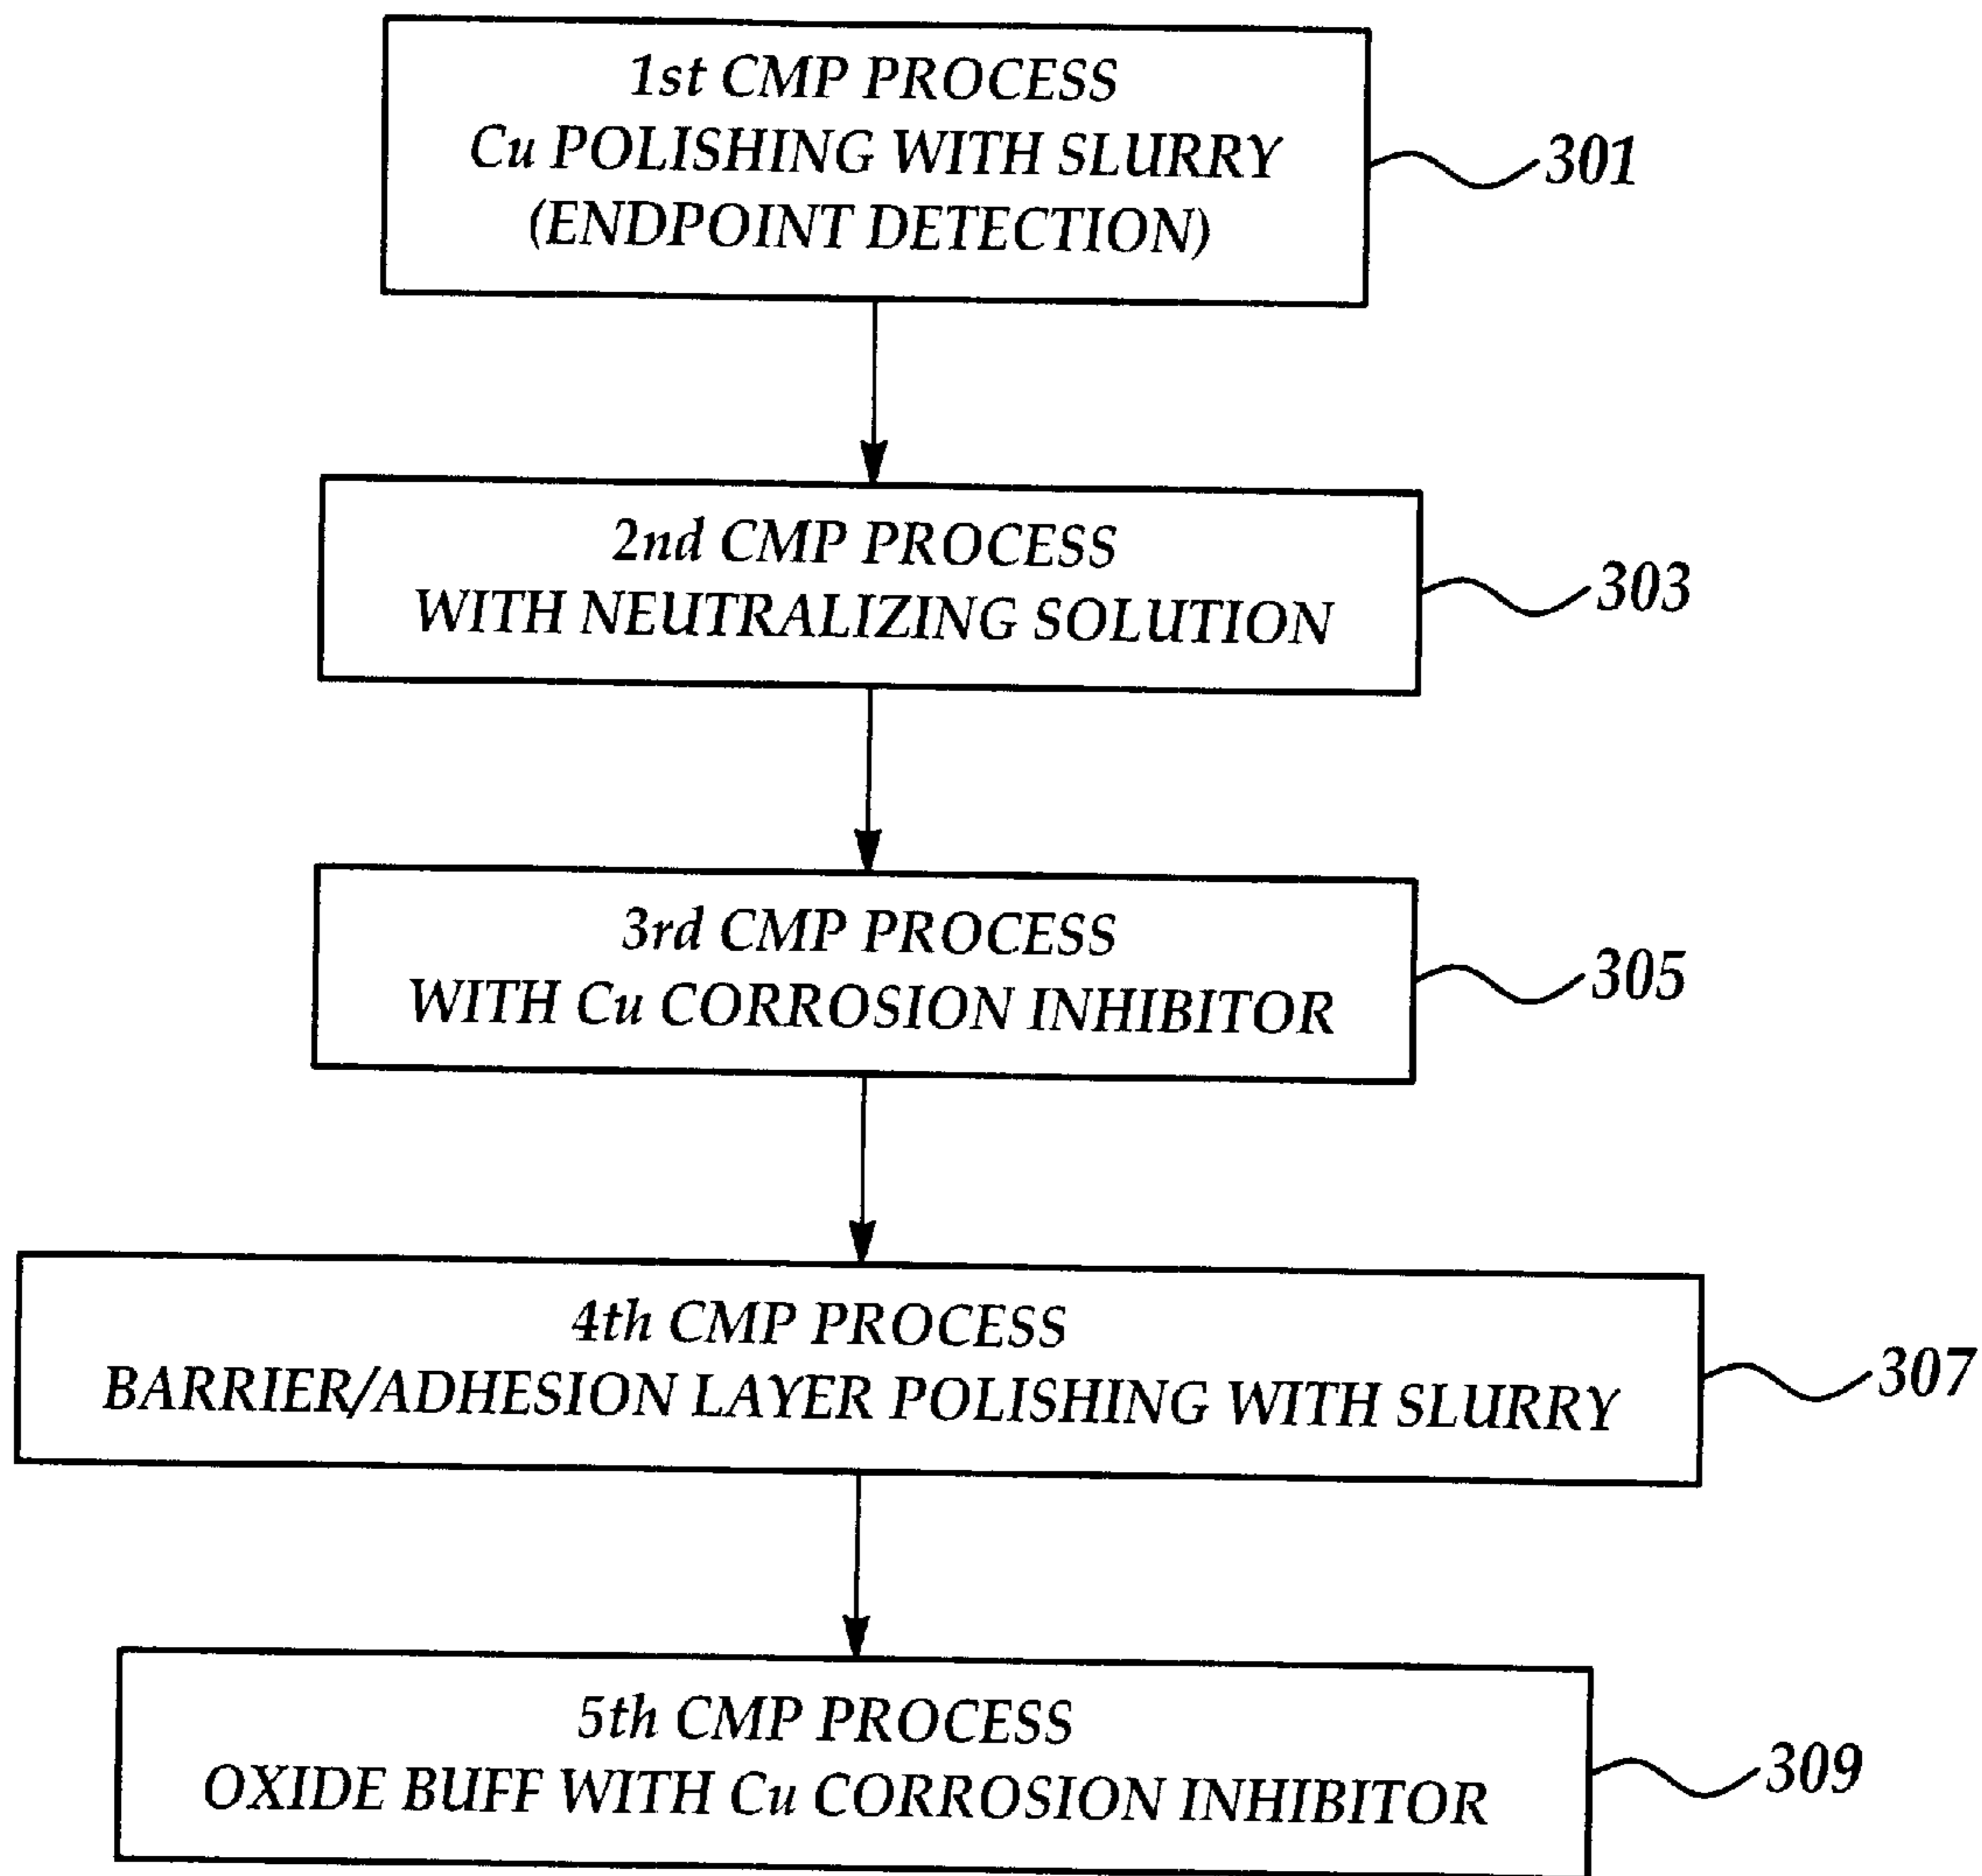 1st CMP PROCESS
Cu POLISHING WITH SLURRY
(ENDPOINT DETECTION)
301
2nd CMP PROCESS
WITH NEUTRALIZING SOLUTION
303
3rd CMP PROCESS
WITH Cu CORROSION INHIBITOR
305
4th CMP PROCESS
BARRIER/ADHESION LAYER POLISHING WITH SLURRY
307
5th CMP PROCESS
OXIDE BUFF WITH Cu CORROSION INHIBITOR
309